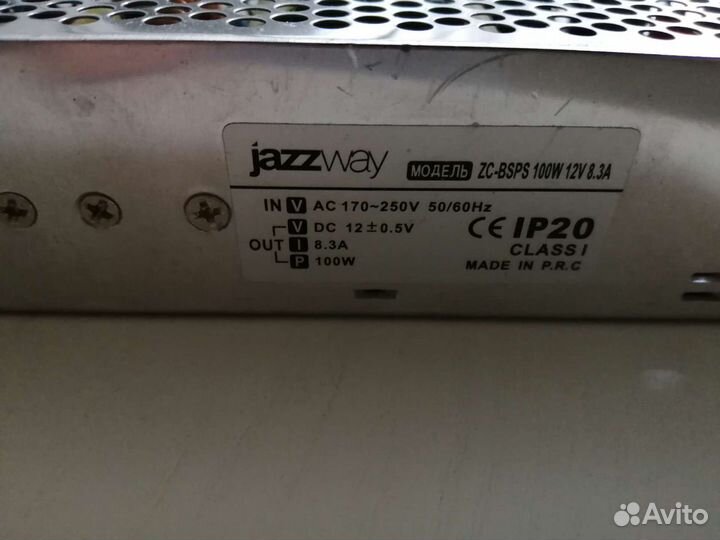 jazzway
МОДЕЛЬ ZC-BSPS 100W 12V 8.3A
IN V AC 170~250V 50/60Hz
OUT V DC 12±0.5V
I 8.3A
P 100W
CE IP20
CLASS I
MADE IN P.R.C
Avito